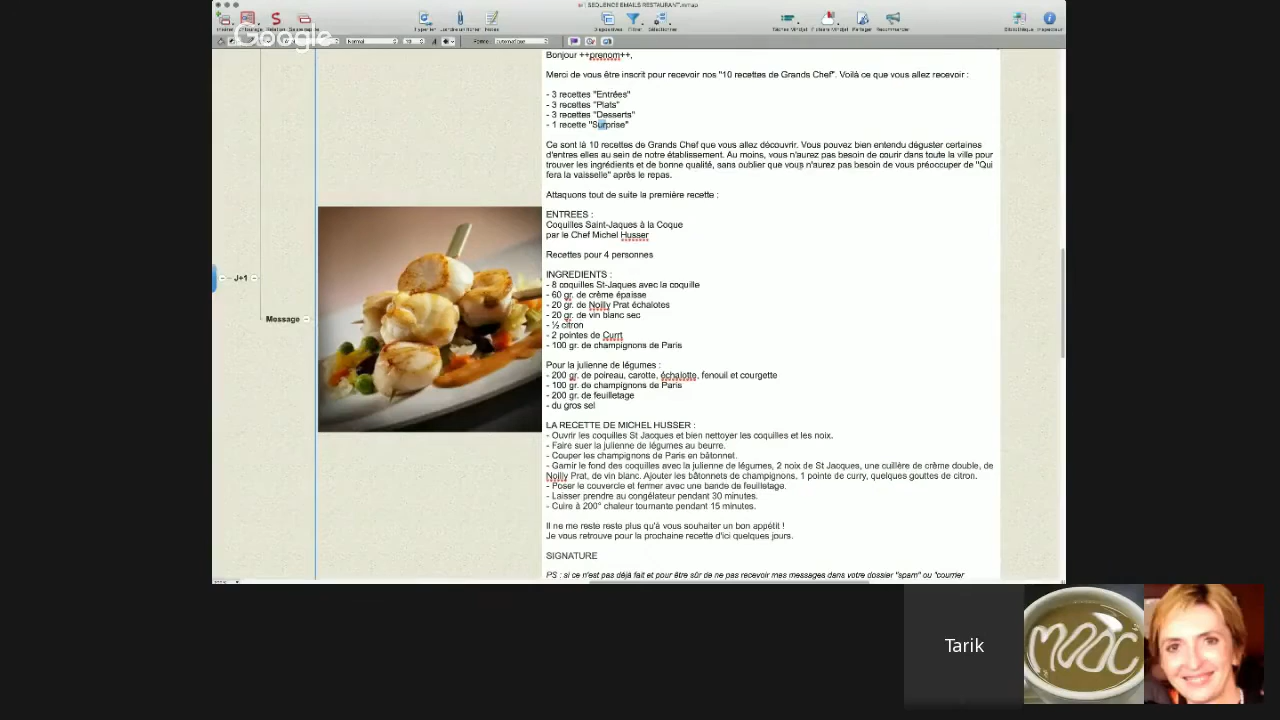 SEQUENCE EMAILS RESTAURANT.mmap
Google
Filtrer
Partager
Recommander
Bibliothèque
Inspecteur
Normal
Forme
Automatique
Bonjour ++prenom++,
Merci de vous être inscrit pour recevoir nos "10 recettes de Grands Chef". Voilà ce que vous allez recevoir :
- 3 recettes "Entrées"
- 3 recettes "Plats"
- 3 recettes "Desserts"
- 1 recette "Surprise"
Ce sont là 10 recettes de Grands Chef que vous allez découvrir. Vous pouvez bien entendu déguster certaines
d'entres elles au sein de notre établissement. Au moins, vous n'aurez pas besoin de courir dans toute la ville pour
trouver les ingrédients et de bonne qualité, sans oublier que vous n'aurez pas besoin de vous préoccuper de "Qui
fera la vaisselle" après le repas.
Attaquons tout de suite la première recette :
ENTREES :
Coquilles Saint-Jaques à la Coque
par le Chef Michel Husser
Recettes pour 4 personnes
J+1
INGREDIENTS :
- 8 coquilles St-Jaques avec la coquille
- 60 gr. de crème épaisse
- 20 gr. de Noilly Prat échalotes
- 20 gr. de vin blanc sec
Message
- ½ citron
- 2 pointes de Currt
- 100 gr. de champignons de Paris
Pour la julienne de légumes :
- 200 gr. de poireau, carotte, échalotte, fenouil et courgette
- 100 gr. de champignons de Paris
- 200 gr. de feuilletage
- du gros sel
LA RECETTE DE MICHEL HUSSER :
- Ouvrir les coquilles St Jacques et bien nettoyer les coquilles et les noix.
- Faire suer la julienne de légumes au beurre.
- Couper les champignons de Paris en bâtonnet.
- Garnir le fond des coquilles avec la julienne de légumes, 2 noix de St Jacques, une cuillère de crème double, de
Noilly Prat, de vin blanc. Ajouter les bâtonnets de champignons, 1 pointe de curry, quelques gouttes de citron.
- Poser le couvercle et fermer avec une bande de feuilletage.
- Laisser prendre au congélateur pendant 30 minutes.
- Cuire à 200° chaleur tournante pendant 15 minutes.
Il ne me reste reste plus qu'à vous souhaiter un bon appétit !
Je vous retrouve pour la prochaine recette d'ici quelques jours.
SIGNATURE
PS : si ce n'est pas déjà fait et pour être sûr de ne pas recevoir mes messages dans votre dossier "spam" ou "courrier
Tarik
mooc